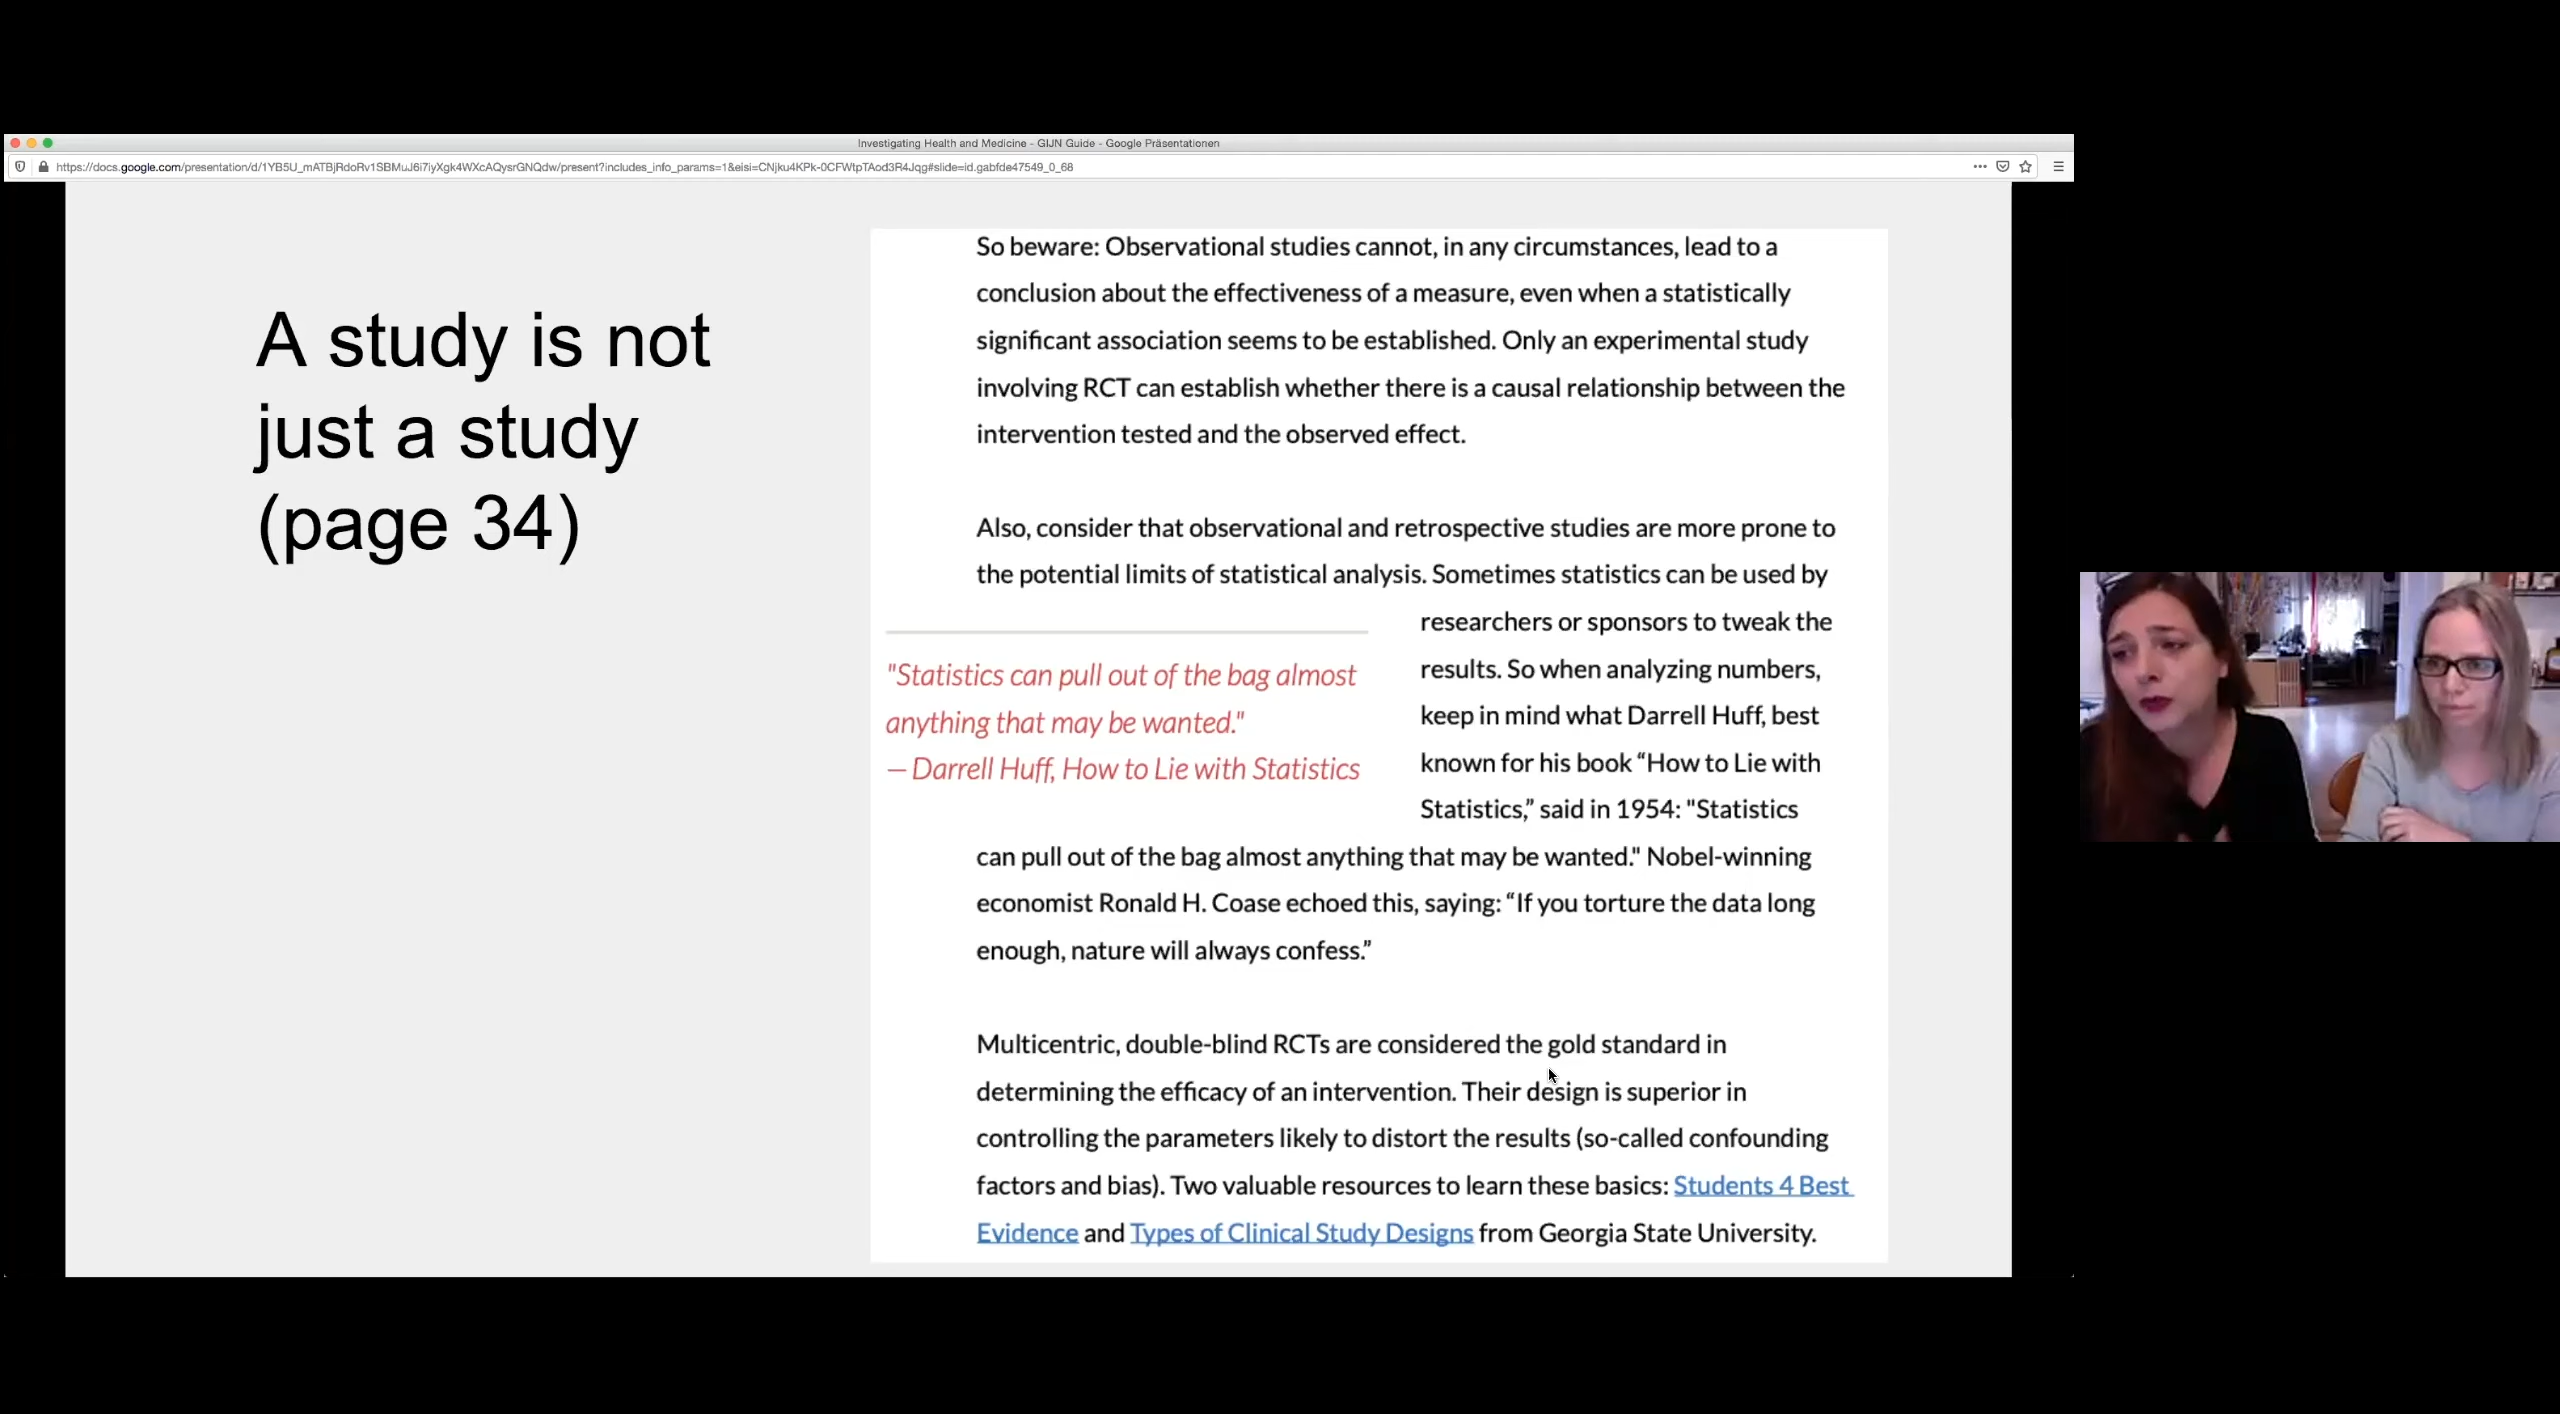 Investigating Health and Medicine - GIJN Guide - Google Präsentationen
https://docs.google.com/presentation/d/1YB5U_mATBjRdoRv1SBMuJ6i7iyXgk4WXcAQysrGNQdw/present?includes_info_params=1&eisi=CNjku4KPk-0CFWtpTAod3R4Jqg#slide=id.gabfde47549_0_68
A study is not
just a study
(page 34)
So beware: Observational studies cannot, in any circumstances, lead to a
conclusion about the effectiveness of a measure, even when a statistically
significant association seems to be established. Only an experimental study
involving RCT can establish whether there is a causal relationship between the
intervention tested and the observed effect.
Also, consider that observational and retrospective studies are more prone to
the potential limits of statistical analysis. Sometimes statistics can be used by
researchers or sponsors to tweak the
results. So when analyzing numbers,
keep in mind what Darrell Huff, best
known for his book “How to Lie with
Statistics,” said in 1954: "Statistics
can pull out of the bag almost anything that may be wanted." Nobel-winning
economist Ronald H. Coase echoed this, saying: “If you torture the data long
enough, nature will always confess.”
"Statistics can pull out of the bag almost
anything that may be wanted."
— Darrell Huff, How to Lie with Statistics
Multicentric, double-blind RCTs are considered the gold standard in
determining the efficacy of an intervention. Their design is superior in
controlling the parameters likely to distort the results (so-called confounding
factors and bias). Two valuable resources to learn these basics: Students 4 Best
Evidence and Types of Clinical Study Designs from Georgia State University.